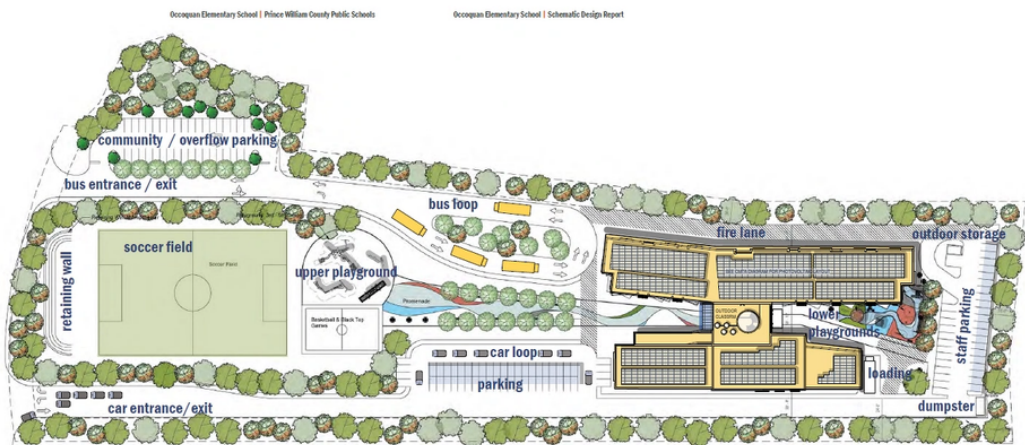 Occoquan Elementary School | Prince William County Public Schools
Occoquan Elementary School | Schematic Design Report
community / overflow parking
bus entrance / exit
bus loop
fire lane
outdoor storage
soccer field
Soccer Field
upper playground
retaining wall
Promenade
Basketball & Black Top
Games
OUTDOOR
CLASSROOM
lower
playgrounds
staff parking
car loop
parking
loading
car entrance/exit
dumpster